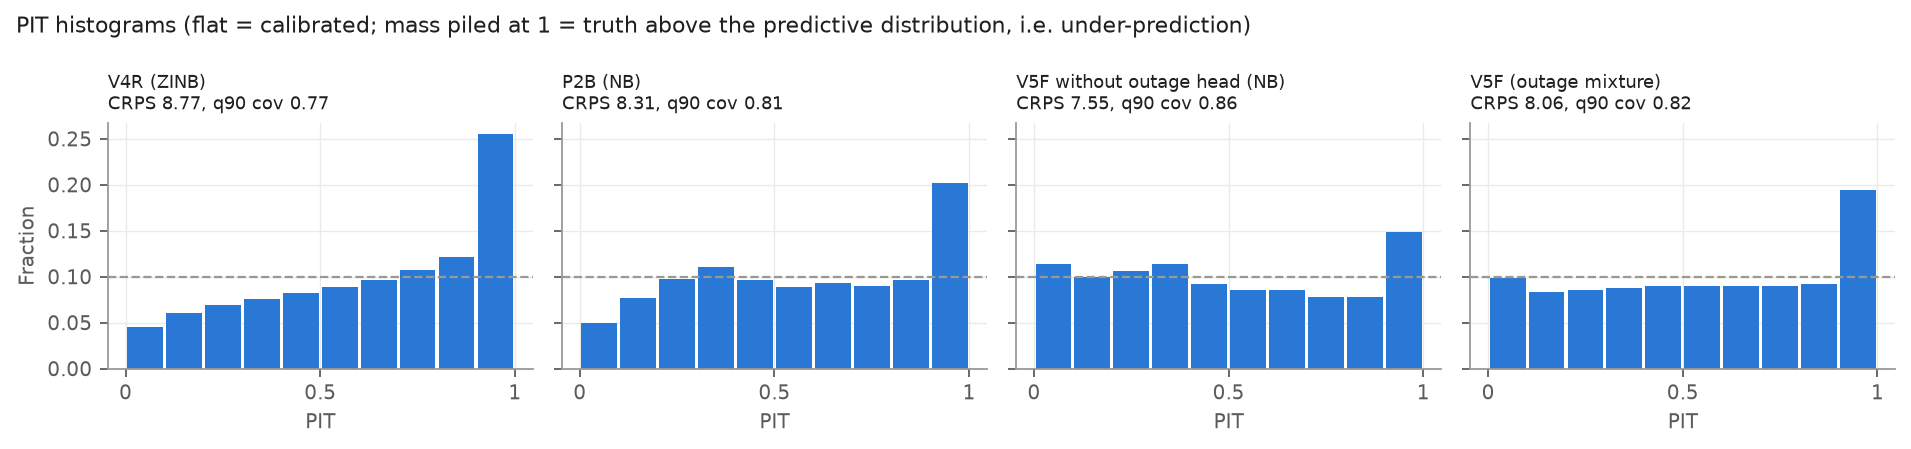 PIT histograms (flat = calibrated; mass piled at 1 = truth above the predictive distribution, i.e. under-prediction)
V4R (ZINB)
CRPS 8.77, q90 cov 0.77
P2B (NB)
CRPS 8.31, q90 cov 0.81
V5F without outage head (NB)
CRPS 7.55, q90 cov 0.86
V5F (outage mixture)
CRPS 8.06, q90 cov 0.82
Fraction
0.25
0.20
0.15
0.10
0.05
0.00
0 0.5 1
PIT
0 0.5 1
PIT
0 0.5 1
PIT
0 0.5 1
PIT